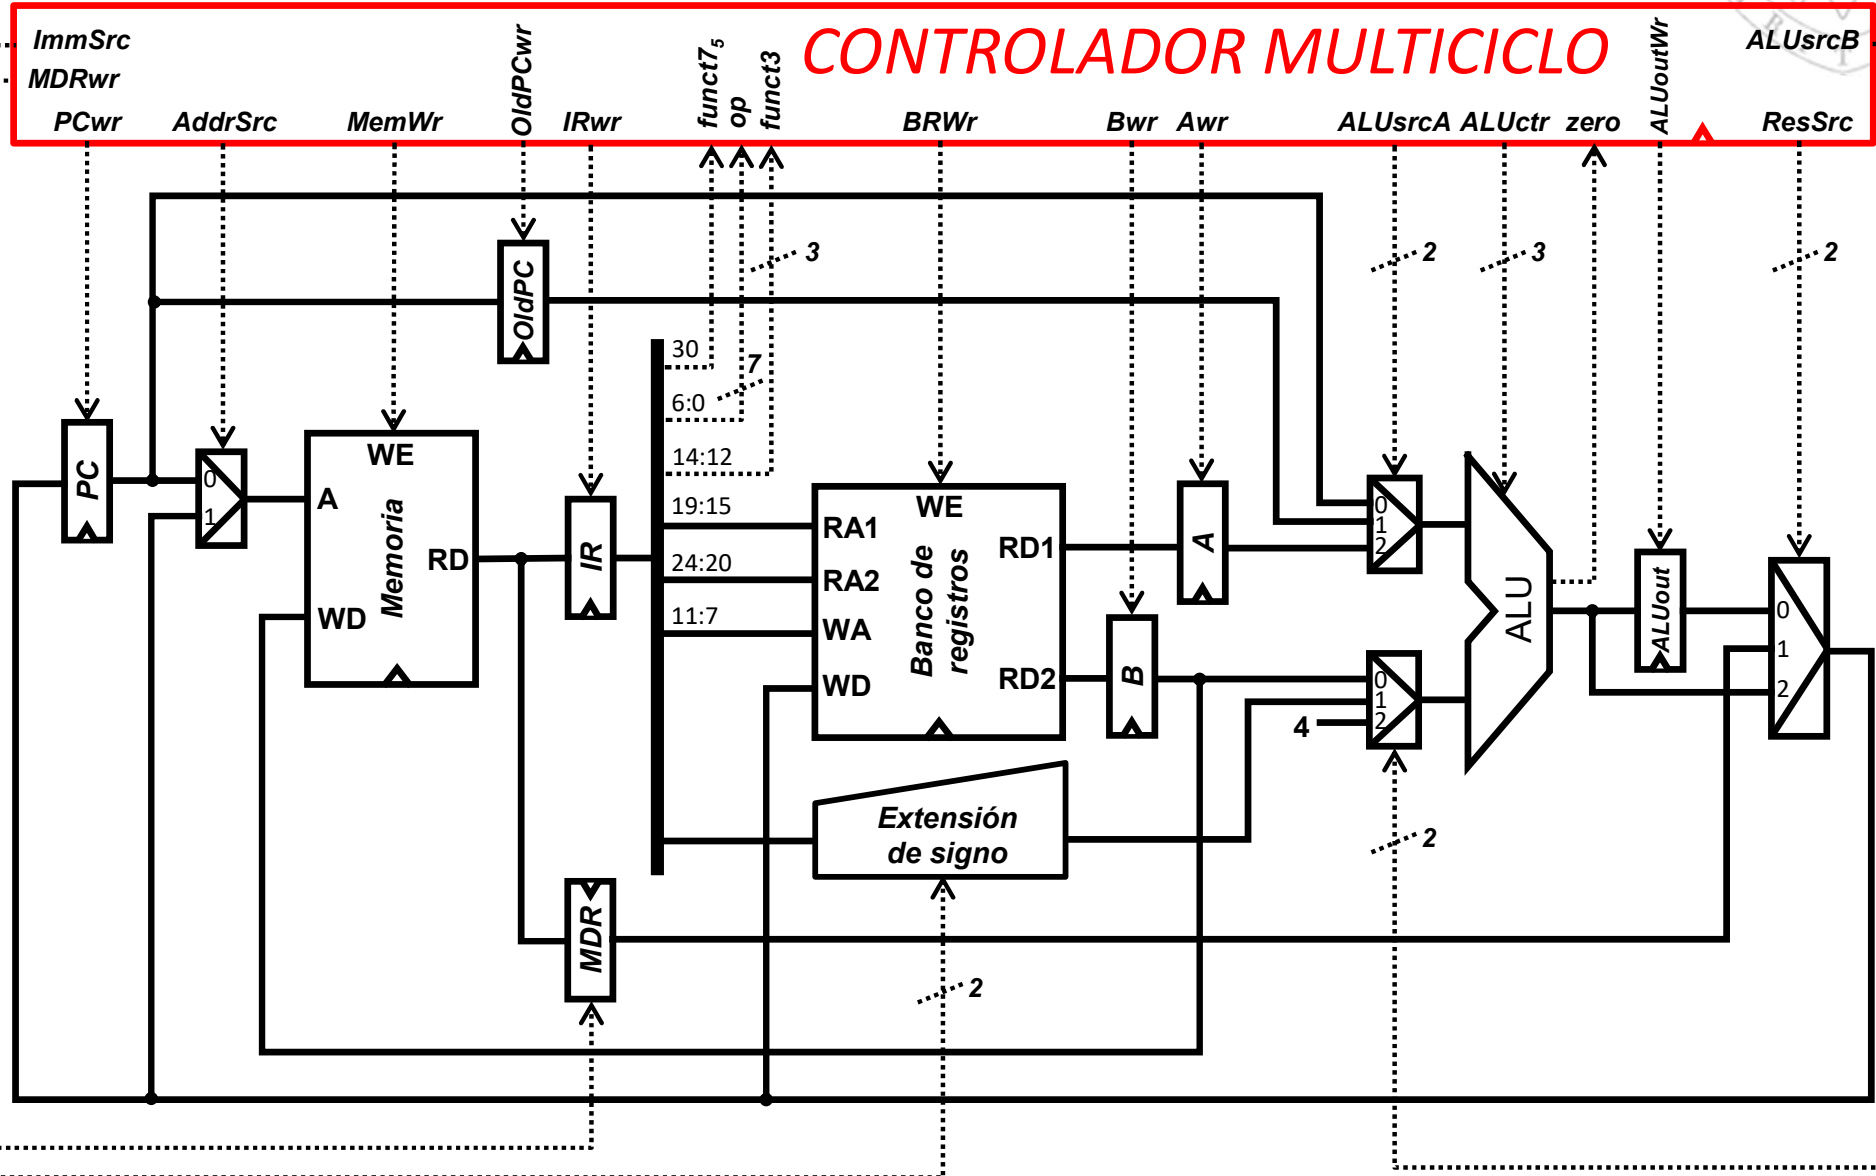 ImmSrc
MDRwr
CONTROLADOR MULTICICLO
ALUsrcB
PCwr
AddrSrc
MemWr
OldPCwr
IRwr
funct7₅
op
funct3
BRWr
Bwr
Awr
ALUsrcA
ALUctr
zero
ALUoutWr
ResSrc
3
2
3
2
OldPC
30
7
6:0
14:12
PC
0
1
WE
A
Memoria
RD
WD
IR
19:15
24:20
11:7
WE
RA1
RA2
WA
WD
Banco de
registros
RD1
RD2
A
B
0
1
2
0
1
2
4
ALU
ALUout
0
1
2
Extensión
de signo
2
MDR
2